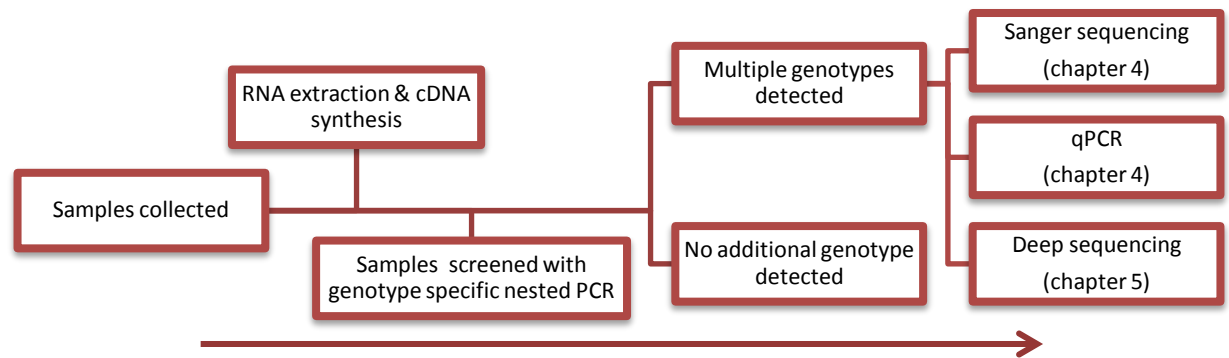 Samples collected
RNA extraction & cDNA
synthesis
Samples screened with
genotype specific nested PCR
Multiple genotypes
detected
No additional genotype
detected
Sanger sequencing
(chapter 4)
qPCR
(chapter 4)
Deep sequencing
(chapter 5)